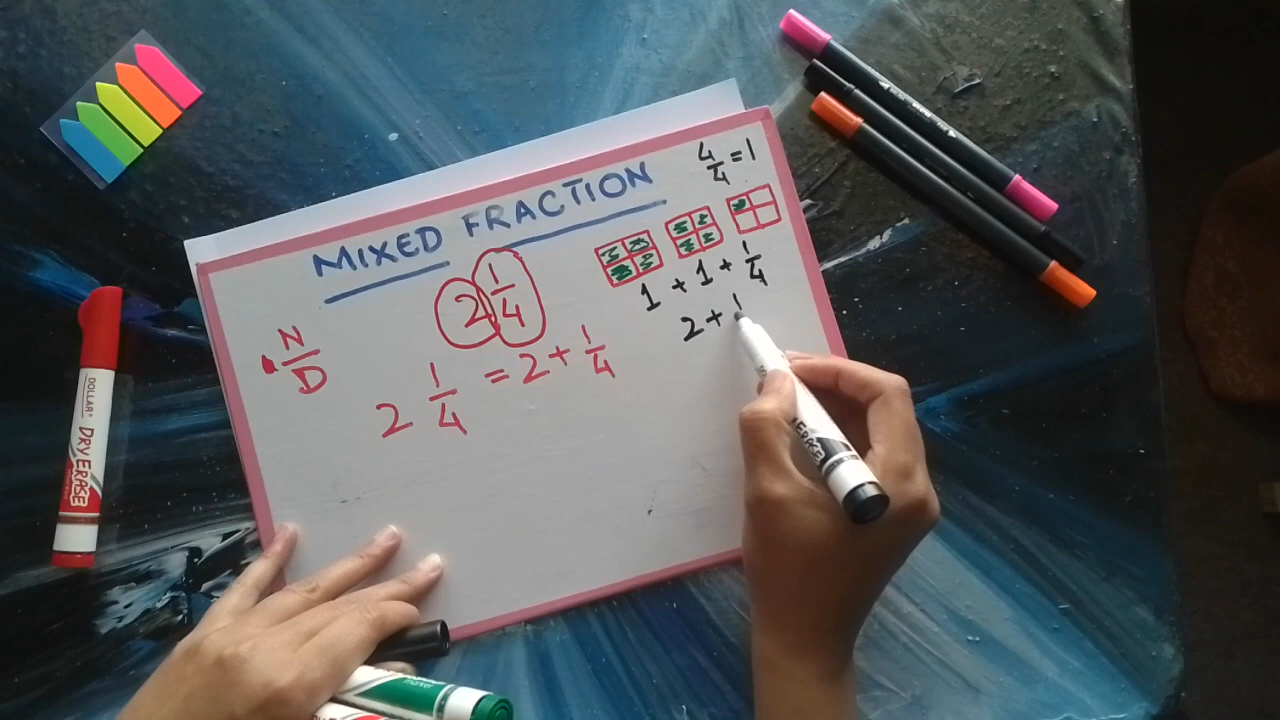 MIXED FRACTION
4/4 = 1
2 1/4
1 + 1 + 1/4
2 + 1
N/D
2 1/4 = 2 + 1/4
DOLLAR
DRY ERASE
ERASE
marker